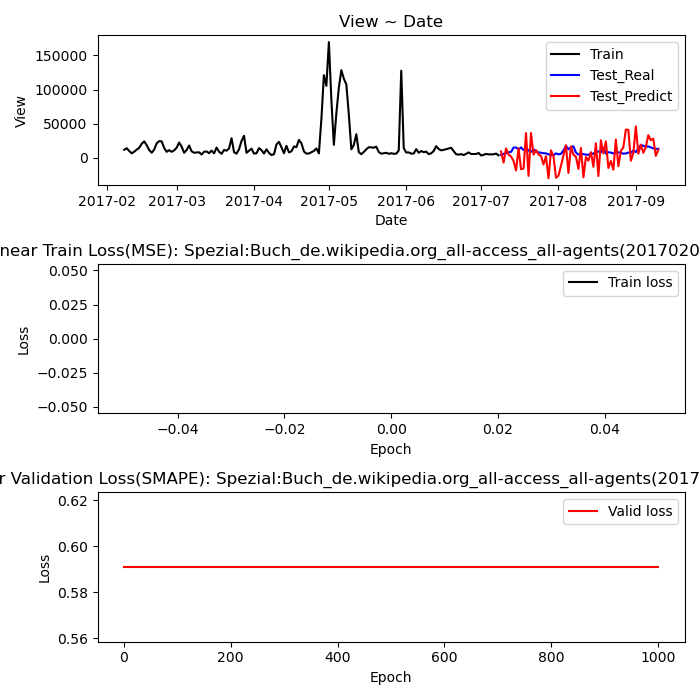 View ~ Date
150000
100000
50000
0
View
Train
Test_Real
Test_Predict
2017-02 2017-03 2017-04 2017-05 2017-06 2017-07 2017-08 2017-09
Date
near Train Loss(MSE): Spezial:Buch_de.wikipedia.org_all-access_all-agents(2017020
0.050
0.025
0.000
−0.025
−0.050
Loss
Train loss
−0.04 −0.02 0.00 0.02 0.04
Epoch
r Validation Loss(SMAPE): Spezial:Buch_de.wikipedia.org_all-access_all-agents(2017
0.62
0.60
0.58
0.56
Loss
Valid loss
0 200 400 600 800 1000
Epoch